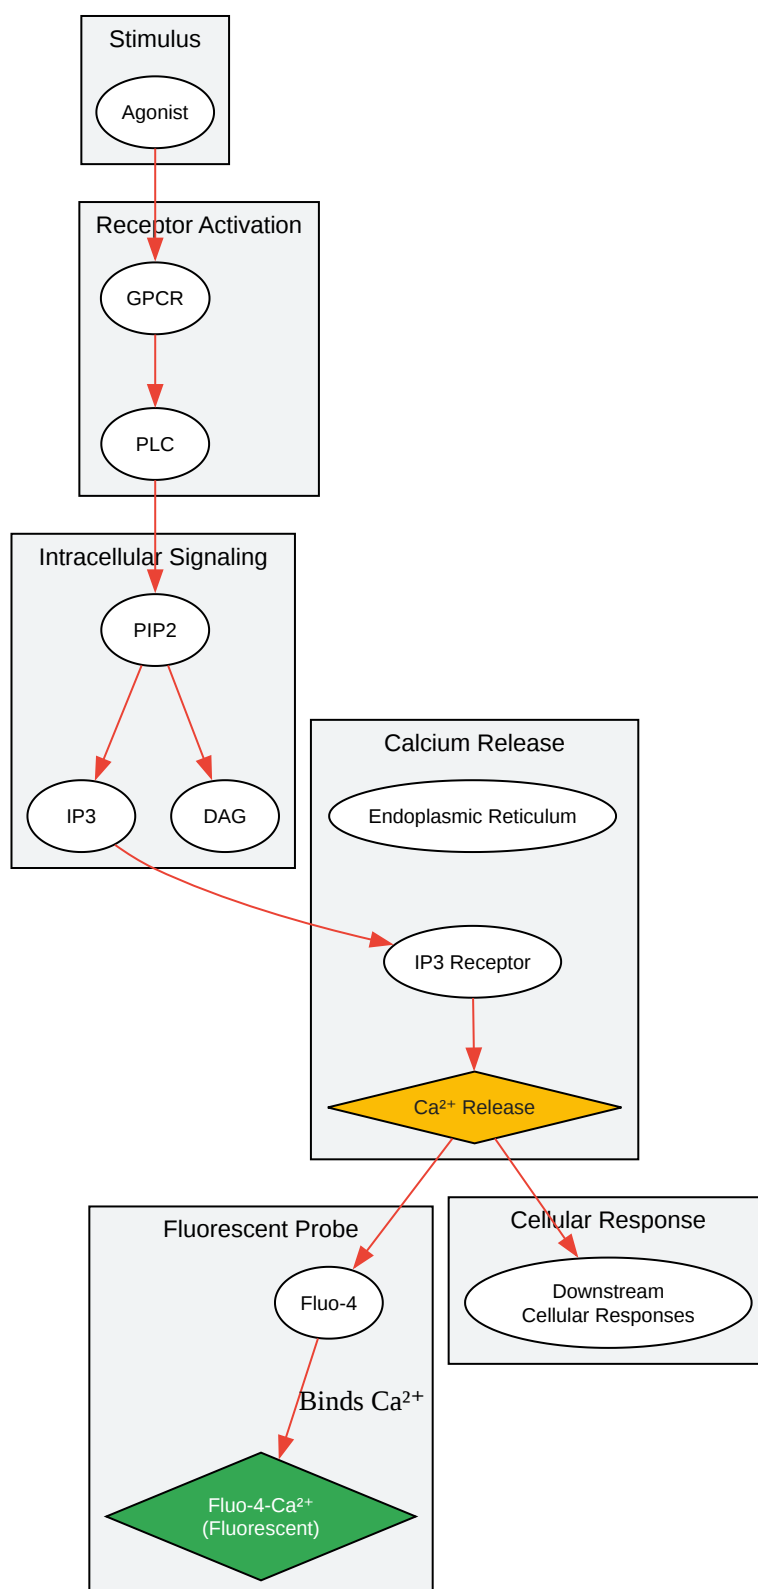 Stimulus
Agonist
Receptor Activation
GPCR
PLC
Intracellular Signaling
PIP2
IP3
DAG
Calcium Release
Endoplasmic Reticulum
IP3 Receptor
Ca²⁺ Release
Fluorescent Probe
Fluo-4
Binds Ca²⁺
Fluo-4-Ca²⁺
(Fluorescent)
Cellular Response
Downstream
Cellular Responses